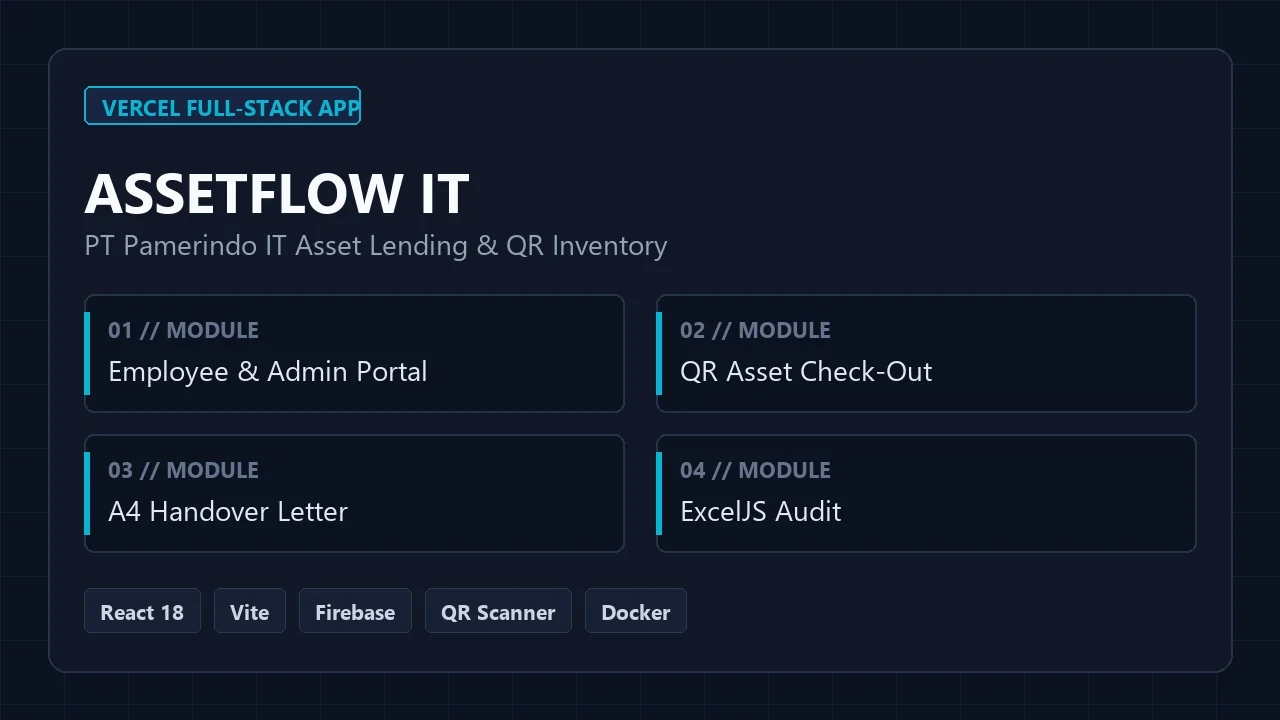 VERCEL FULL-STACK APP
ASSETFLOW IT
PT Pamerindo IT Asset Lending & QR Inventory
01 // MODULE
Employee & Admin Portal
02 // MODULE
QR Asset Check-Out
03 // MODULE
A4 Handover Letter
04 // MODULE
ExcelJS Audit
React 18
Vite
Firebase
QR Scanner
Docker